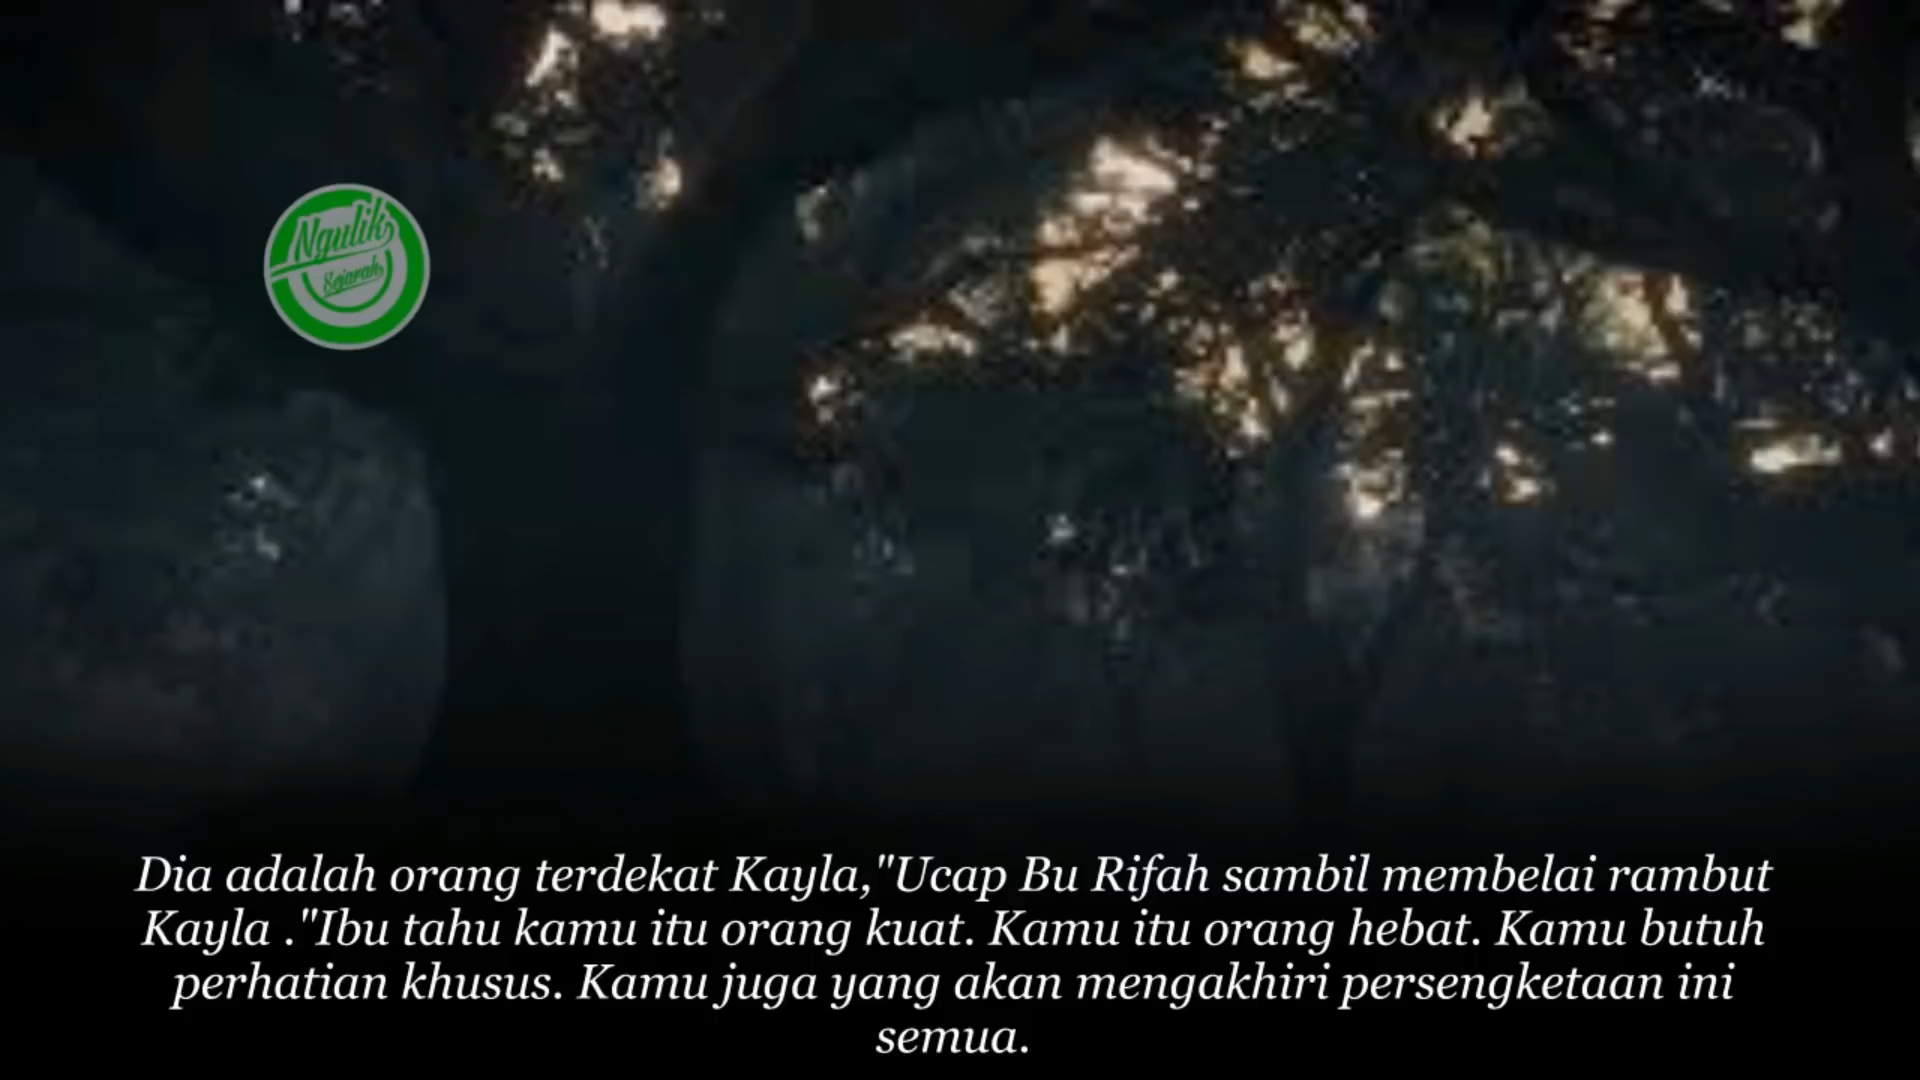 Ngulik
Sejarah
Dia adalah orang terdekat Kayla,"Ucap Bu Rifah sambil membelai rambut
Kayla ."Ibu tahu kamu itu orang kuat. Kamu itu orang hebat. Kamu butuh
perhatian khusus. Kamu juga yang akan mengakhiri persengketaan ini
semua.